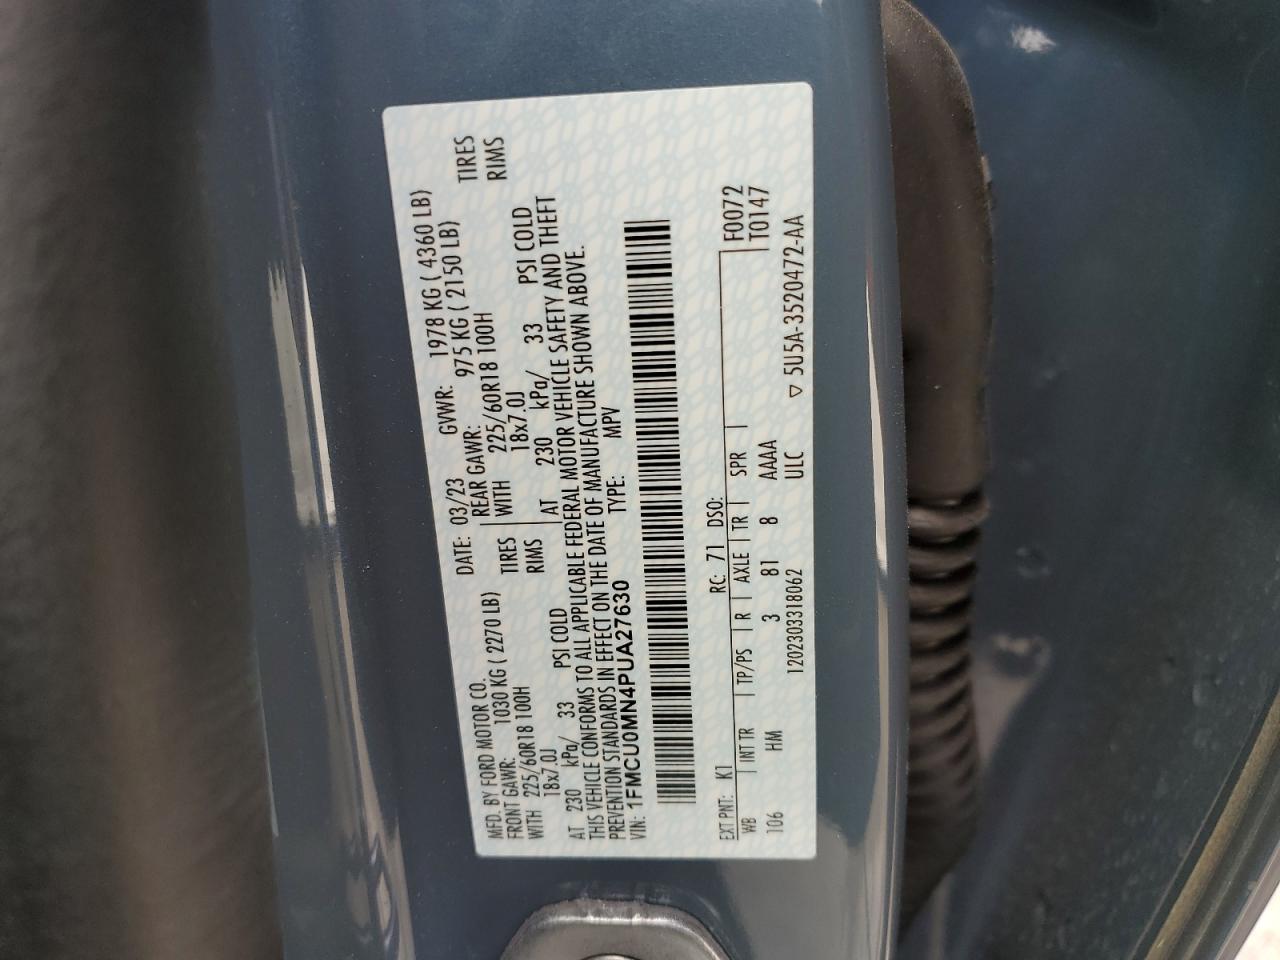 MFD. BY FORD MOTOR CO. DATE: 03/23 GVWR: 1978 KG ( 4360 LB)
FRONT GAWR: 1030 KG ( 2270 LB) REAR GAWR: 975 KG ( 2150 LB)
WITH 225/60R18 100H TIRES WITH 225/60R18 100H TIRES
18x7.0J RIMS 18x7.0J RIMS
AT 230 kPa/ 33 PSI COLD AT 230 kPa/ 33 PSI COLD
THIS VEHICLE CONFORMS TO ALL APPLICABLE FEDERAL MOTOR VEHICLE SAFETY AND THEFT
PREVENTION STANDARDS IN EFFECT ON THE DATE OF MANUFACTURE SHOWN ABOVE.
VIN: 1FMCU0MN4PUA27630 TYPE: MPV
EXT PNT: K1 RC: 71 DSO: F0072
WB INT TR TP/PS R AXLE TR SPR T0147
106 HM 3 81 8 AAAA
1202303318062 ULC ▽ 5U5A-3520472-AA